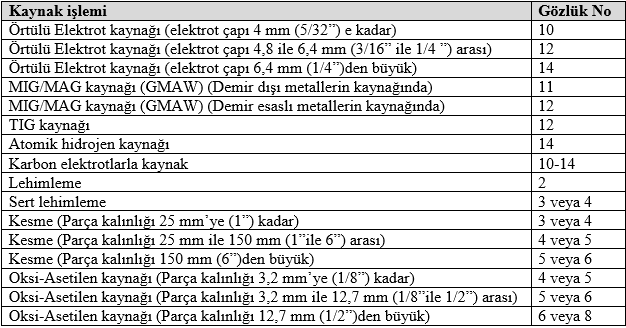 Kaynak işlemi Gözlük No
Örtülü Elektrot kaynağı (elektrot çapı 4 mm (5/32”) e kadar) 10
Örtülü Elektrot kaynağı (elektrot çapı 4,8 ile 6,4 mm (3/16” ile 1/4 ”) arası) 12
Örtülü Elektrot kaynağı (elektrot çapı 6,4 mm (1/4”)den büyük) 14
MIG/MAG kaynağı (GMAW) (Demir dışı metallerin kaynağında) 11
MIG/MAG kaynağı (GMAW) (Demir esaslı metallerin kaynağında) 12
TIG kaynağı 12
Atomik hidrojen kaynağı 14
Karbon elektrotlarla kaynak 10-14
Lehimleme 2
Sert lehimleme 3 veya 4
Kesme (Parça kalınlığı 25 mm’ye (1”) kadar) 3 veya 4
Kesme (Parça kalınlığı 25 mm ile 150 mm (1”ile 6”) arası) 4 veya 5
Kesme (Parça kalınlığı 150 mm (6”)den büyük) 5 veya 6
Oksi-Asetilen kaynağı (Parça kalınlığı 3,2 mm’ye (1/8”) kadar) 4 veya 5
Oksi-Asetilen kaynağı (Parça kalınlığı 3,2 mm ile 12,7 mm (1/8”ile 1/2”) arası) 5 veya 6
Oksi-Asetilen kaynağı (Parça kalınlığı 12,7 mm (1/2”)den büyük) 6 veya 8